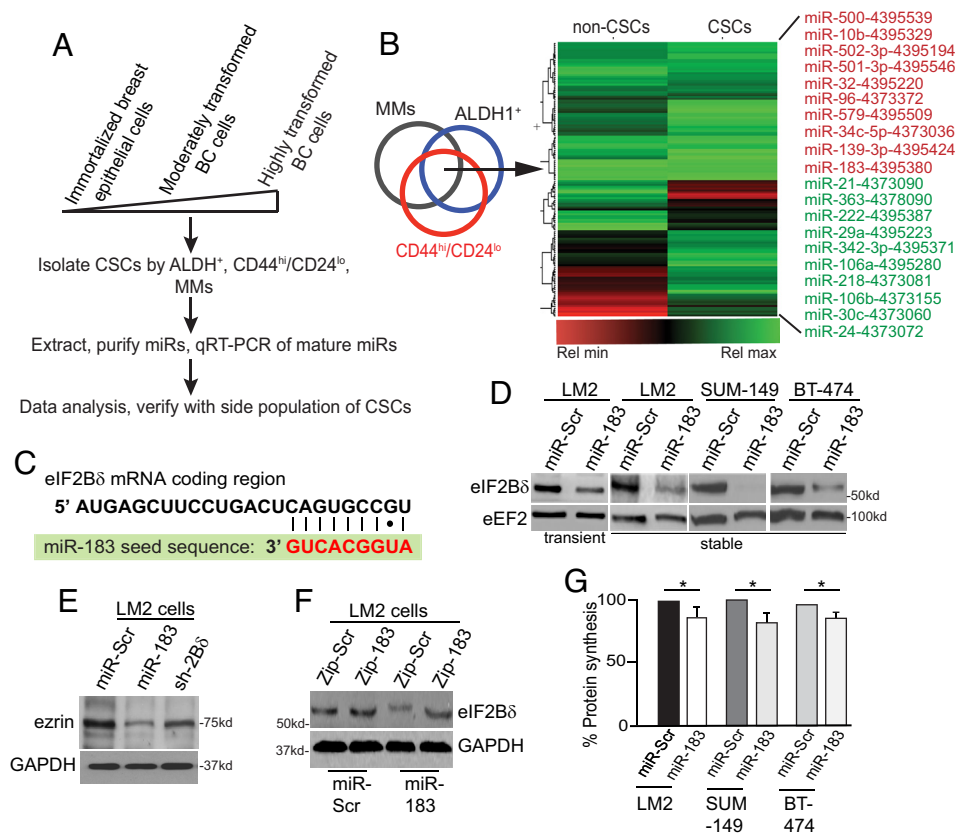 A
Immortalized breast
epithelial cells
Moderately transformed
BC cells
Highly transformed
BC cells
Isolate CSCs by ALDH⁺, CD44ʰⁱ/CD24ˡᵒ,
MMs
Extract, purify miRs, qRT-PCR of mature miRs
Data analysis, verify with side population of CSCs
B
MMs
ALDH1⁺
CD44ʰⁱ/CD24ˡᵒ
non-CSCs
CSCs
Rel min
Rel max
miR-500-4395539
miR-10b-4395329
miR-502-3p-4395194
miR-501-3p-4395546
miR-32-4395220
miR-96-4373372
miR-579-4395509
miR-34c-5p-4373036
miR-139-3p-4395424
miR-183-4395380
miR-21-4373090
miR-363-4378090
miR-222-4395387
miR-29a-4395223
miR-342-3p-4395371
miR-106a-4395280
miR-218-4373081
miR-106b-4373155
miR-30c-4373060
miR-24-4373072
C
eIF2Bδ mRNA coding region
5' AUGAGCUUCCUGACUCAGUGCCGU
miR-183 seed sequence: 3' GUCACGGUA
D
LM2
LM2
SUM-149
BT-474
miR-Scr
miR-183
miR-Scr
miR-183
miR-Scr
miR-183
miR-Scr
miR-183
eIF2Bδ
-50kd
eEF2
-100kd
transient
stable
E
LM2 cells
miR-Scr
miR-183
sh-2Bδ
ezrin
-75kd
GAPDH
-37kd
F
LM2 cells
Zip-Scr
Zip-183
Zip-Scr
Zip-183
50kd-
eIF2Bδ
37kd-
GAPDH
miR-
Scr
miR-
183
G
% Protein synthesis
100
100
0
*
*
*
miR-Scr
miR-183
miR-Scr
miR-183
miR-Scr
miR-183
LM2
SUM
-149
BT-
474